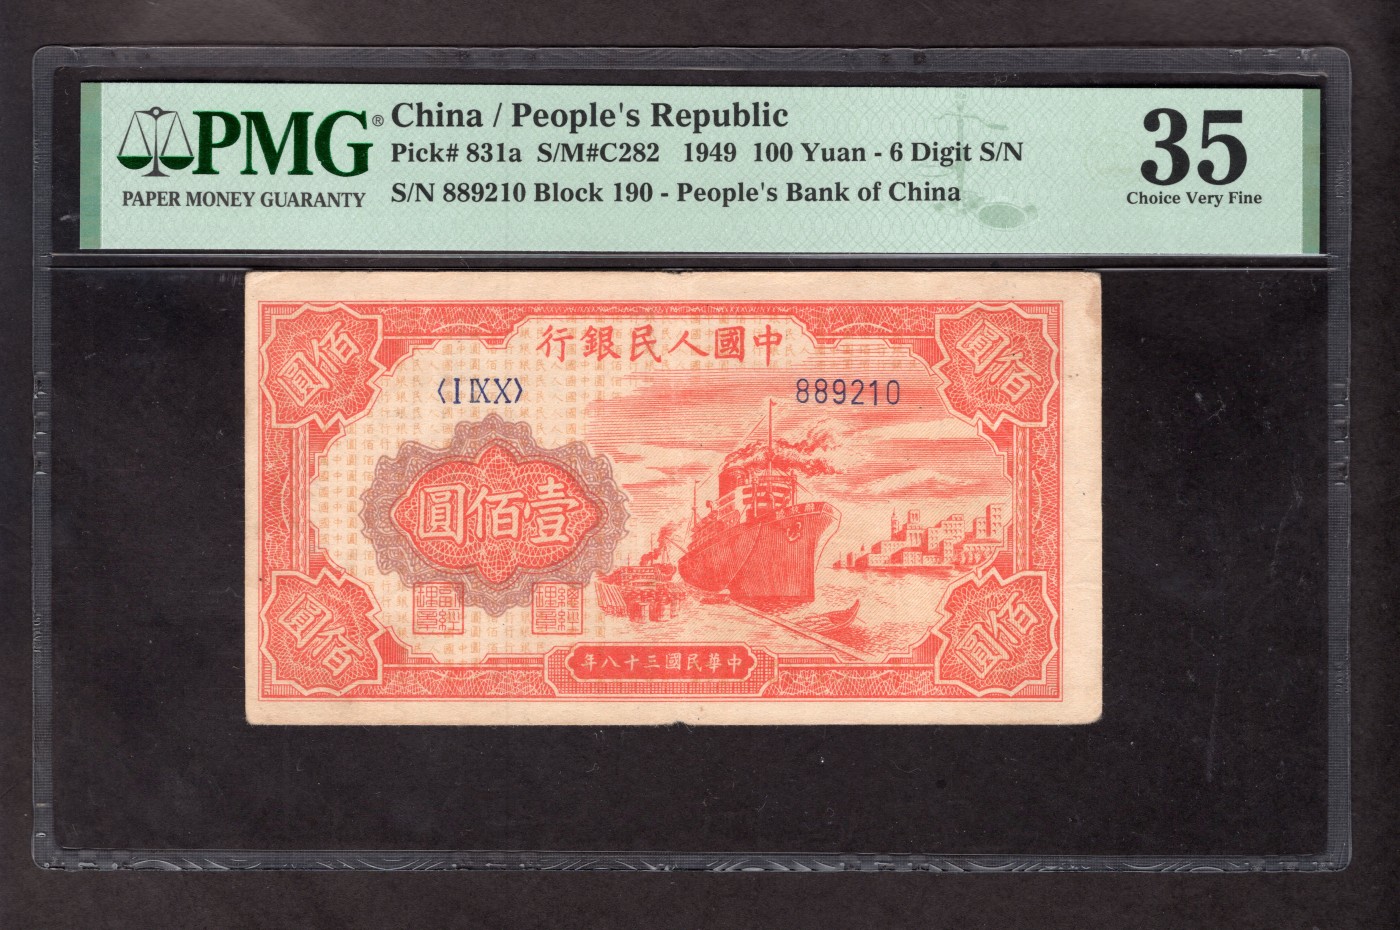 PMG®
PAPER MONEY GUARANTY
China / People's Republic
Pick# 831a S/M#C282 1949 100 Yuan - 6 Digit S/N
S/N 889210 Block 190 - People's Bank of China
35
Choice Very Fine
圓佰
圓佰
行銀民人國中
〈I IX X〉
889210
圓佰壹
圓佰
圓佰
年八十三國民華中